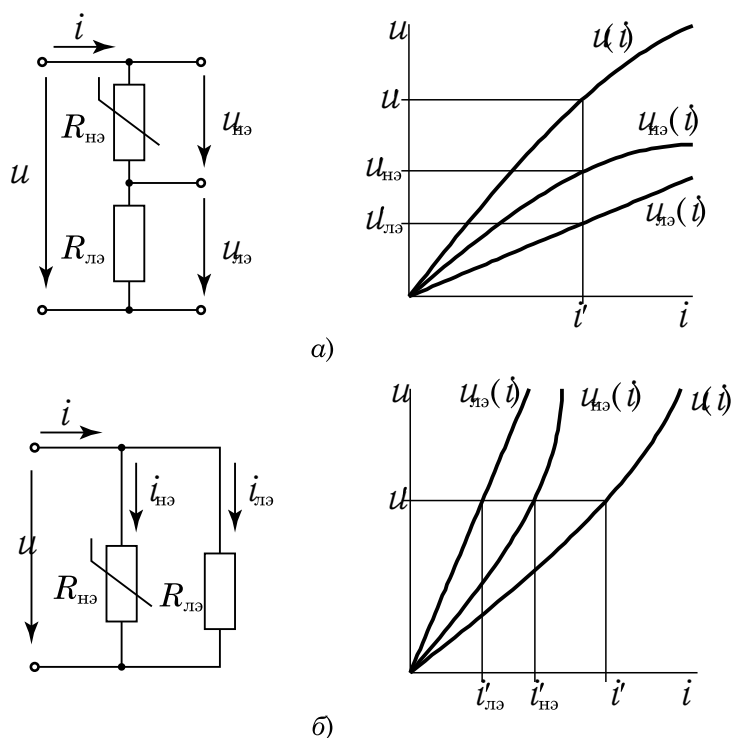 i
u
Rнэ
uнэ
Rлэ
uлэ
u
u(i)
u
uнэ(i)
uнэ
uлэ(i)
uлэ
i′
i
а)
i
u
iнэ
iлэ
Rнэ
Rлэ
u
uлэ(i)
uнэ(i)
u(i)
u
i′лэ
i′нэ
i′
i
б)